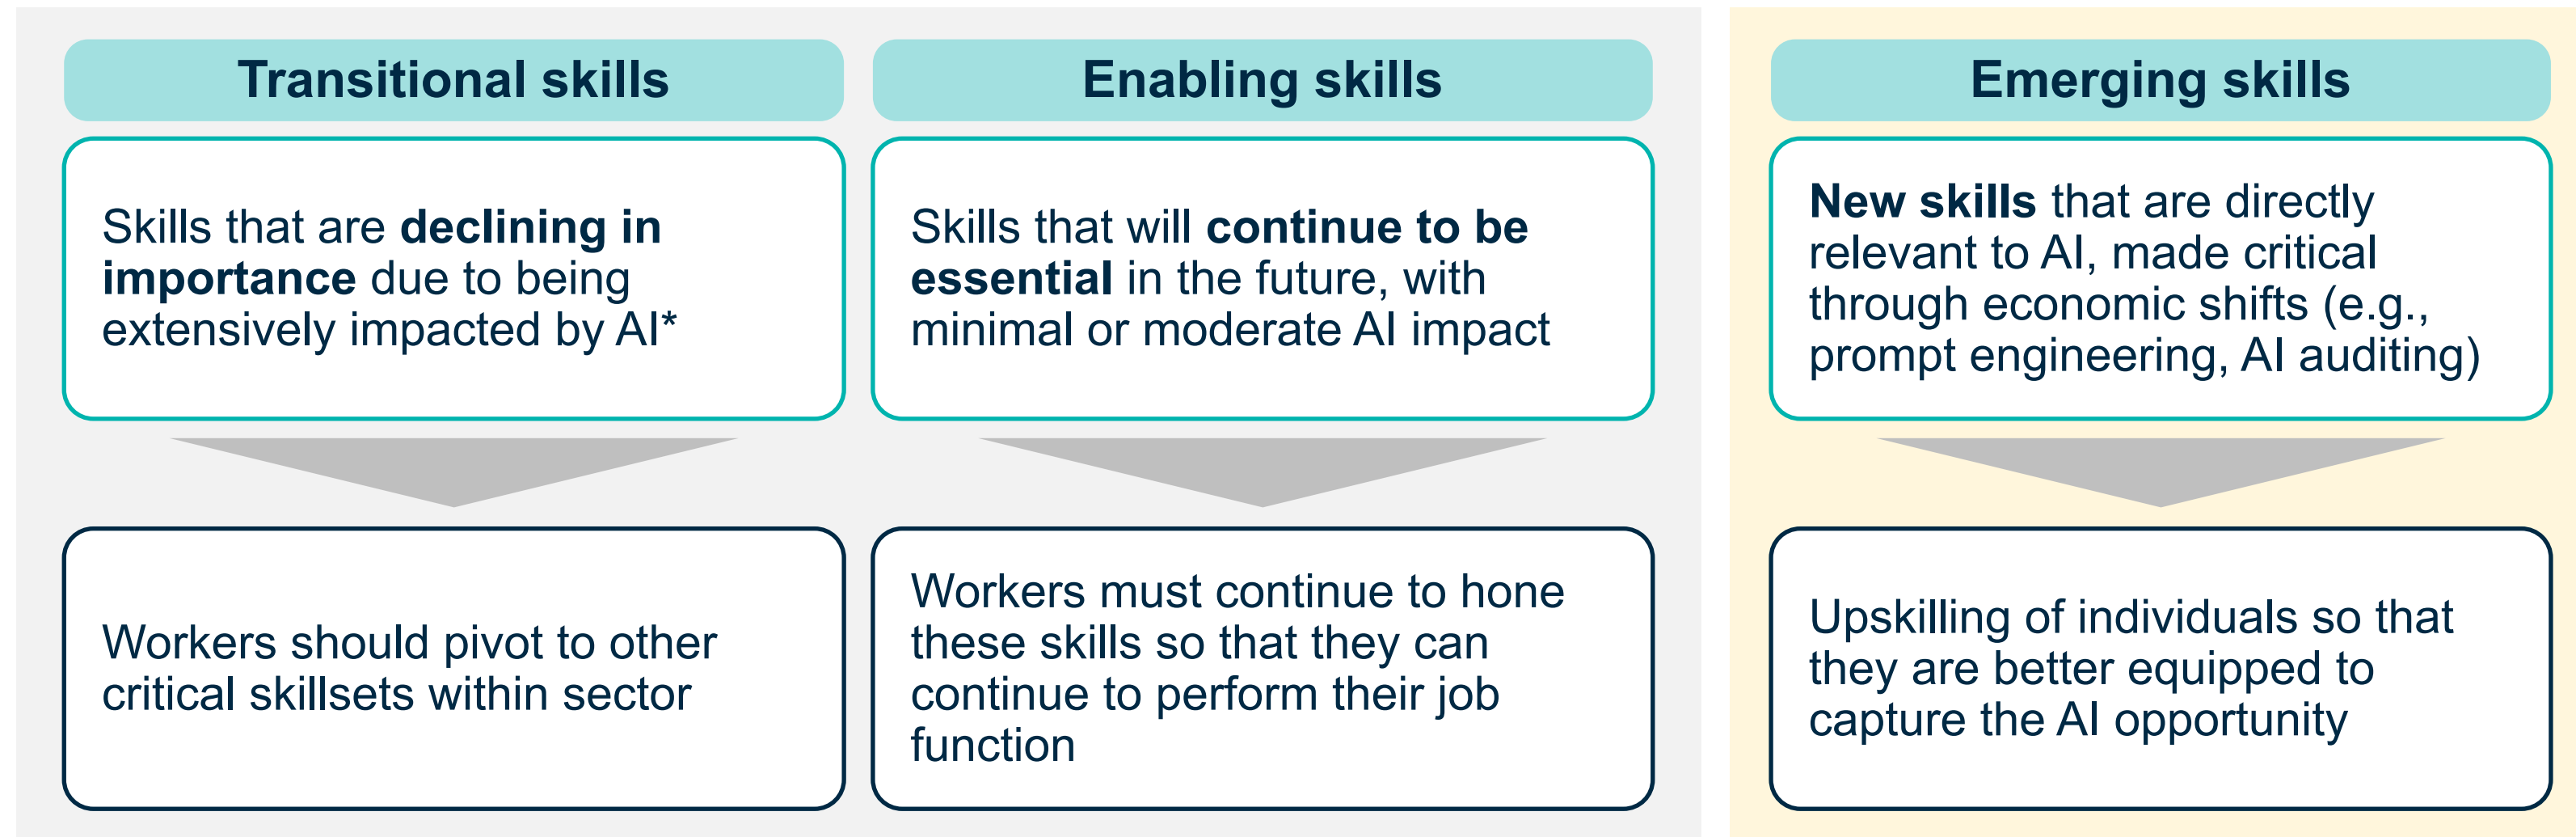 Transitional skills
Skills that are declining in
importance due to being
extensively impacted by AI*
Workers should pivot to other
critical skillsets within sector
Enabling skills
Skills that will continue to be
essential in the future, with
minimal or moderate AI impact
Workers must continue to hone
these skills so that they can
continue to perform their job
function
Emerging skills
New skills that are directly
relevant to AI, made critical
through economic shifts (e.g.,
prompt engineering, AI auditing)
Upskilling of individuals so that
they are better equipped to
capture the AI opportunity